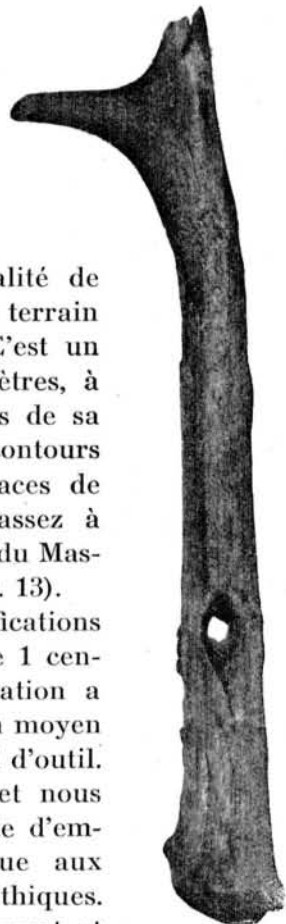 alité de
terrain
C'est un
ètres, à
s de sa
contours
aces de
assez à
du Mas-
. 13).
fications
e 1 cen-
ation a
moyen
d'outil.
et nous
e d'em-
ue aux
thiques.